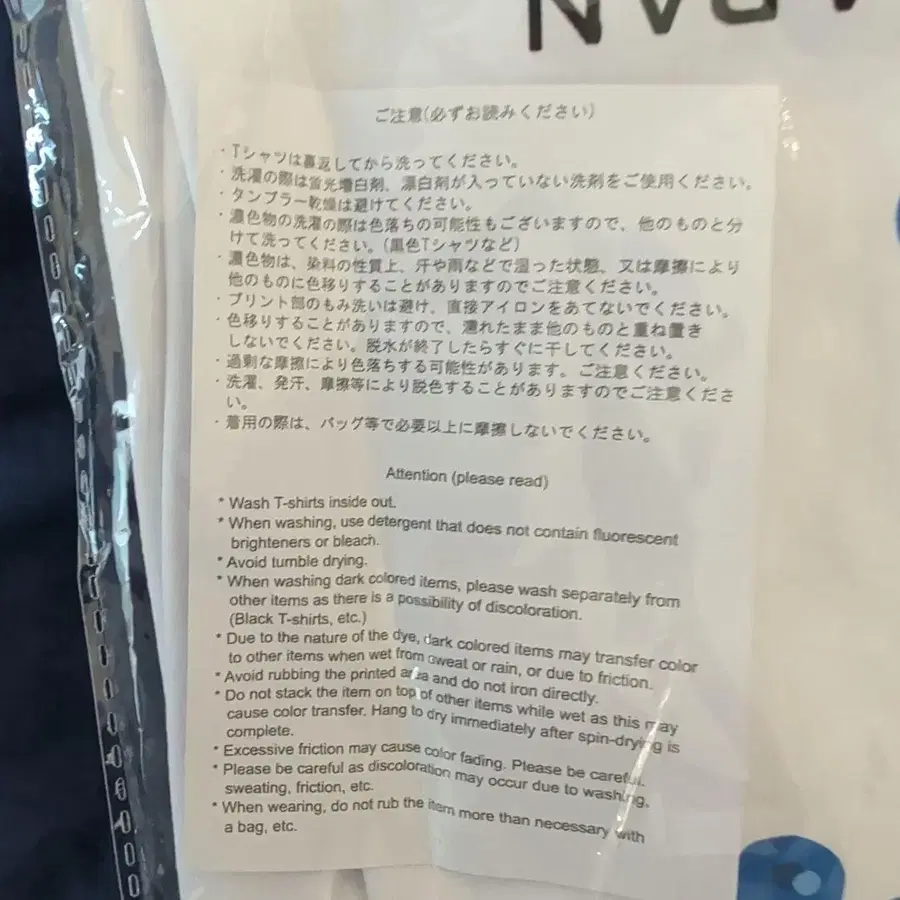 APAN
ご注意(必ずお読みください)
・Tシャツは裏返してから洗ってください。
・洗濯の際は蛍光増白剤、漂白剤が入っていない洗剤をご使用ください。
・タンブラー乾燥は避けてください。
・濃色物の洗濯の際は色落ちの可能性もございますので、他のものと分
けて洗ってください。(黒色Tシャツなど)
・濃色物は、染料の性質上、汗や雨などで湿った状態、又は摩擦により
他のものに色移りすることがありますのでご注意ください。
・プリント部のもみ洗いは避け、直接アイロンをあてないでください。
・色移りすることがありますので、濡れたまま他のものと重ね置き
しないでください。脱水が終了したらすぐに干してください。
・過剰な摩擦により色落ちする可能性があります。ご注意ください。
・洗濯、発汗、摩擦等により脱色することがありますのでご注意くださ
い。
・着用の際は、バッグ等で必要以上に摩擦しないでください。
Attention (please read)
* Wash T-shirts inside out.
* When washing, use detergent that does not contain fluorescent
brighteners or bleach.
* Avoid tumble drying.
* When washing dark colored items, please wash separately from
other items as there is a possibility of discoloration.
(Black T-shirts, etc.)
* Due to the nature of the dye, dark colored items may transfer color
to other items when wet from sweat or rain, or due to friction.
* Avoid rubbing the printed area and do not iron directly.
* Do not stack the item on top of other items while wet as this may
cause color transfer. Hang to dry immediately after spin-drying is
complete.
* Excessive friction may cause color fading. Please be careful.
* Please be careful as discoloration may occur due to washing,
sweating, friction, etc.
* When wearing, do not rub the item more than necessary with
a bag, etc.